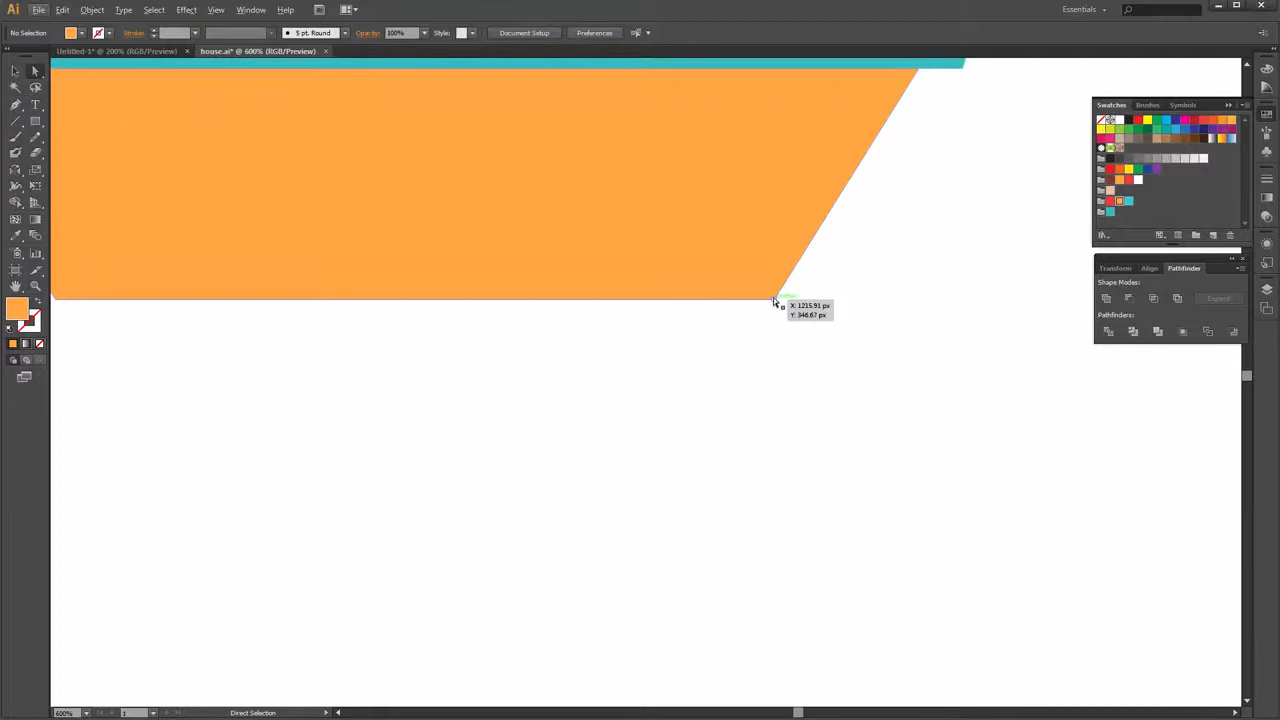 Ai File Edit Object Type Select Effect View Window Help Essentials
No Selection Stroke: 5 pt. Round Opacity: 100% Style: Document Setup Preferences
Untitled-1* @ 200% (RGB/Preview) × house.ai* @ 600% (RGB/Preview) ×
Swatches Brushes Symbols
Transform Align Pathfinder
Shape Modes:
Expand
Pathfinders:
X: 1215.91 px
Y: 346.67 px
600% 1 Direct Selection